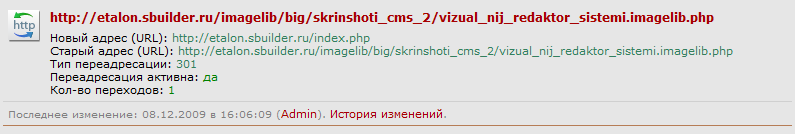 http://etalon.sbuilder.ru/imagelib/big/skrinshoti_cms_2/vizual_nij_redaktor_sistemi.imagelib.php
http
Новый адрес (URL): http://etalon.sbuilder.ru/index.php
Старый адрес (URL): http://etalon.sbuilder.ru/imagelib/big/skrinshoti_cms_2/vizual_nij_redaktor_sistemi.imagelib.php
Тип переадресации: 301
Переадресация активна: да
Кол-во переходов: 1
Последнее изменение: 08.12.2009 в 16:06:09 (Admin). История изменений.